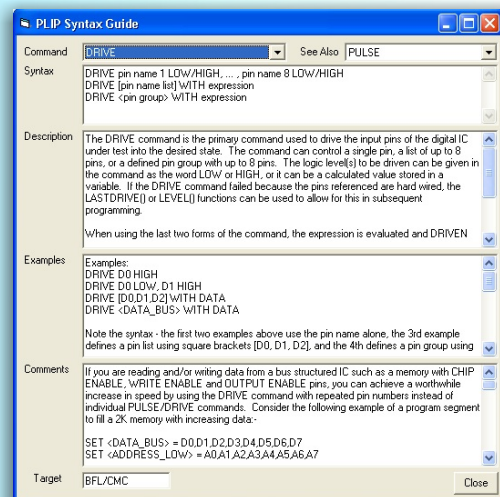 PLIP Syntax Guide
Command DRIVE See Also PULSE
Syntax
DRIVE pin name 1 LOW/HIGH, ... , pin name 8 LOW/HIGH
DRIVE [pin name list] WITH expression
DRIVE <pin group> WITH expression
Description
The DRIVE command is the primary command used to drive the input pins of the digital IC
under test into the desired state.  The command can control a single pin, a list of up to 8
pins, or a defined pin group with up to 8 pins.  The logic level(s) to be driven can be given in
the command as the word LOW or HIGH, or it can be a calculated value stored in a
variable.  If the DRIVE command failed because the pins referenced are hard wired, the
LASTDRIVE() or LEVEL() functions can be used to allow for this in subsequent
programming.
When using the last two forms of the command, the expression is evaluated and DRIVEN
Examples
Examples:
DRIVE D0 HIGH
DRIVE D0 LOW, D1 HIGH
DRIVE [D0,D1,D2] WITH DATA
DRIVE <DATA_BUS> WITH DATA
Note the syntax - the first two examples above use the pin name alone, the 3rd example
defines a pin list using square brackets [D0, D1, D2], and the 4th defines a pin group using
Comments
If you are reading and/or writing data from a bus structured IC such as a memory with CHIP
ENABLE, WRITE ENABLE and OUTPUT ENABLE pins, you can achieve a worthwhile
increase in speed by using the DRIVE command with repeated pin numbers instead of
individual PULSE/DRIVE commands.  Consider the following example of a program segment
to fill a 2K memory with increasing data:-
SET <DATA_BUS> = D0,D1,D2,D3,D4,D5,D6,D7
SET <ADDRESS_LOW> = A0,A1,A2,A3,A4,A5,A6,A7
Target BFL/CMC Close